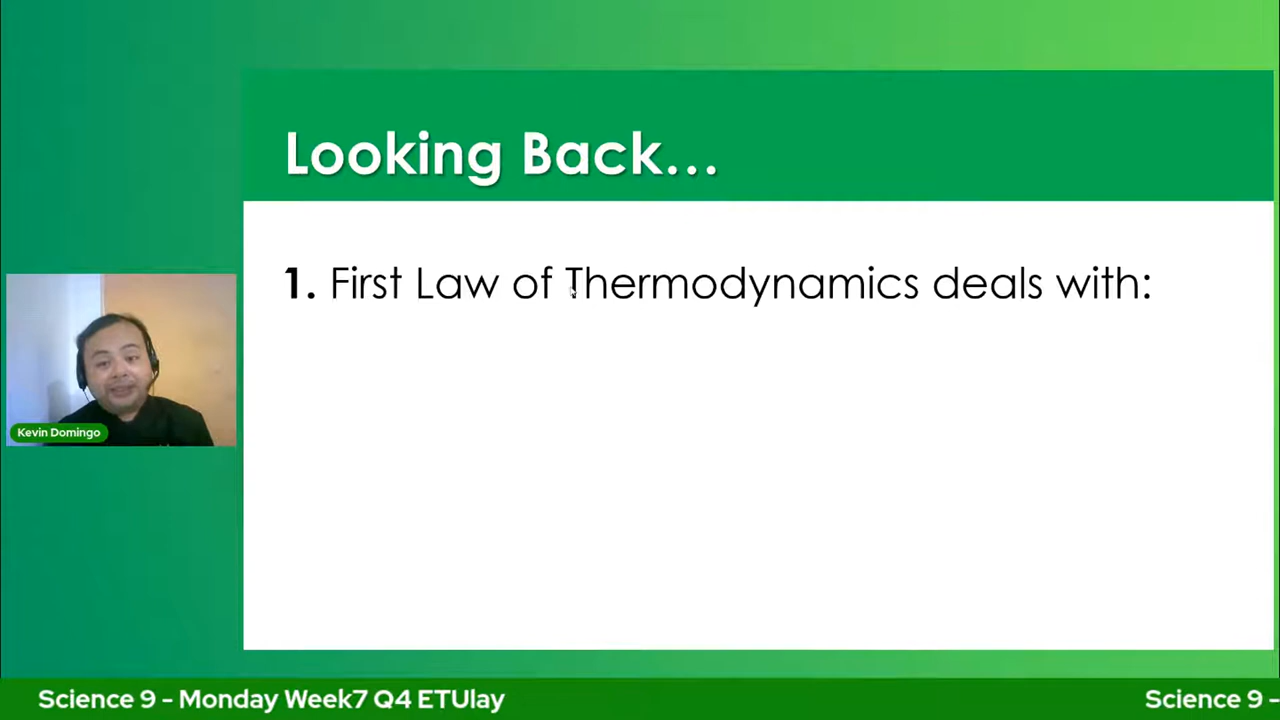 Looking Back...
1. First Law of Thermodynamics deals with:
Kevin Domingo
Science 9 - Monday Week7 Q4 ETUlay
Science 9 -